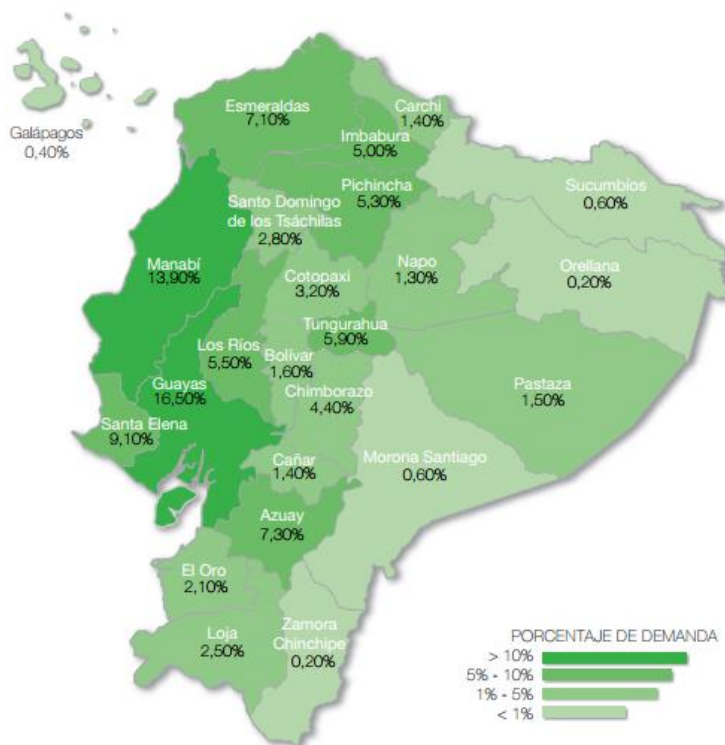 Galápagos
0,40%
Esmeraldas
7,10%
Carchi
1,40%
Imbabura
5,00%
Pichincha
5,30%
Sucumbíos
0,60%
Santo Domingo
de los Tsáchilas
2,80%
Manabí
13,90%
Cotopaxi
3,20%
Napo
1,30%
Orellana
0,20%
Tungurahua
5,90%
Los Ríos
5,50%
Bolívar
1,60%
Guayas
16,50%
Chimborazo
4,40%
Pastaza
1,50%
Santa Elena
9,10%
Cañar
1,40%
Morona Santiago
0,60%
Azuay
7,30%
El Oro
2,10%
Loja
2,50%
Zamora
Chinchipe
0,20%
PORCENTAJE DE DEMANDA
> 10%
5% - 10%
1% - 5%
< 1%